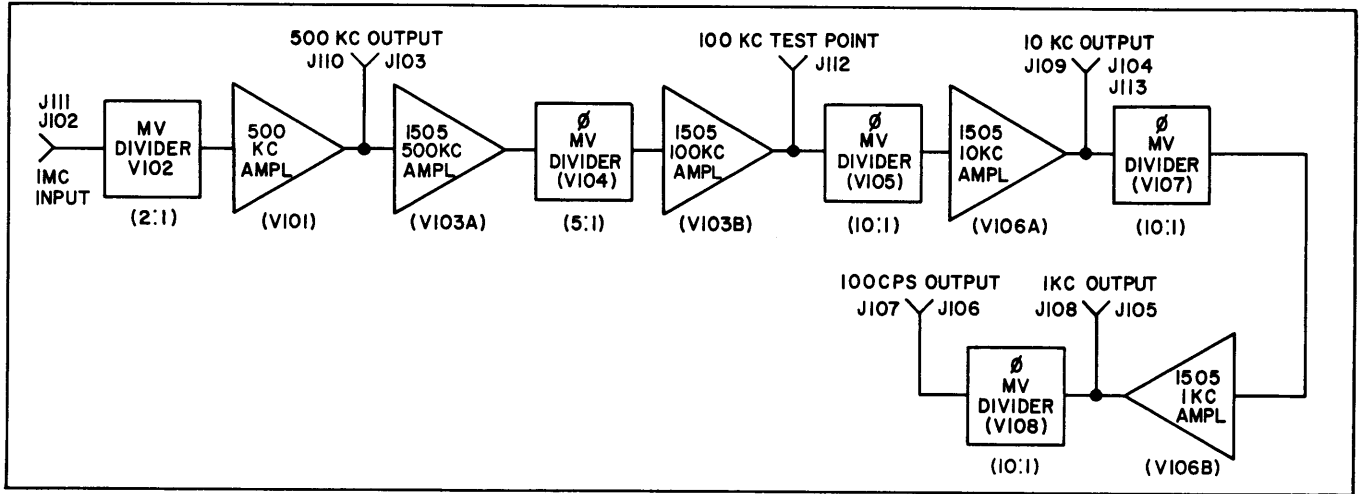 J111
J102
1MC
INPUT
MV
DIVIDER
V102
(2:1)
500
KC
AMPL
(V101)
500 KC OUTPUT
J110 J103
1505
500KC
AMPL
(V103A)
Ø
MV
DIVIDER
(V104)
(5:1)
1505
100KC
AMPL
(V103B)
100 KC TEST POINT
J112
Ø
MV
DIVIDER
(V105)
(10:1)
1505
10KC
AMPL
(V106A)
10 KC OUTPUT
J109 J104
J113
Ø
MV
DIVIDER
(V107)
(10:1)
100CPS OUTPUT
J107 J106
1KC OUTPUT
J108 J105
Ø
MV
DIVIDER
(V108)
(10:1)
1505
1KC
AMPL
(V106B)